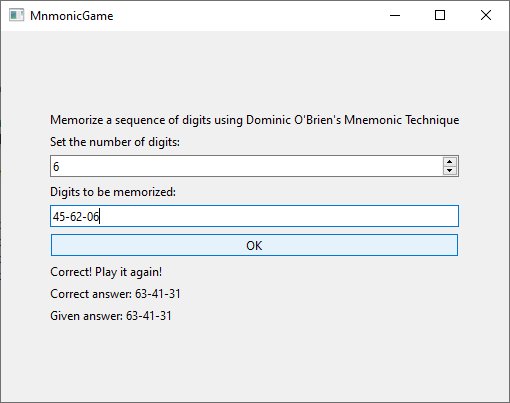 MnmonicGame
Memorize a sequence of digits using Dominic O'Brien's Mnemonic Technique
Set the number of digits:
6
Digits to be memorized:
45-62-06
OK
Correct! Play it again!
Correct answer: 63-41-31
Given answer: 63-41-31